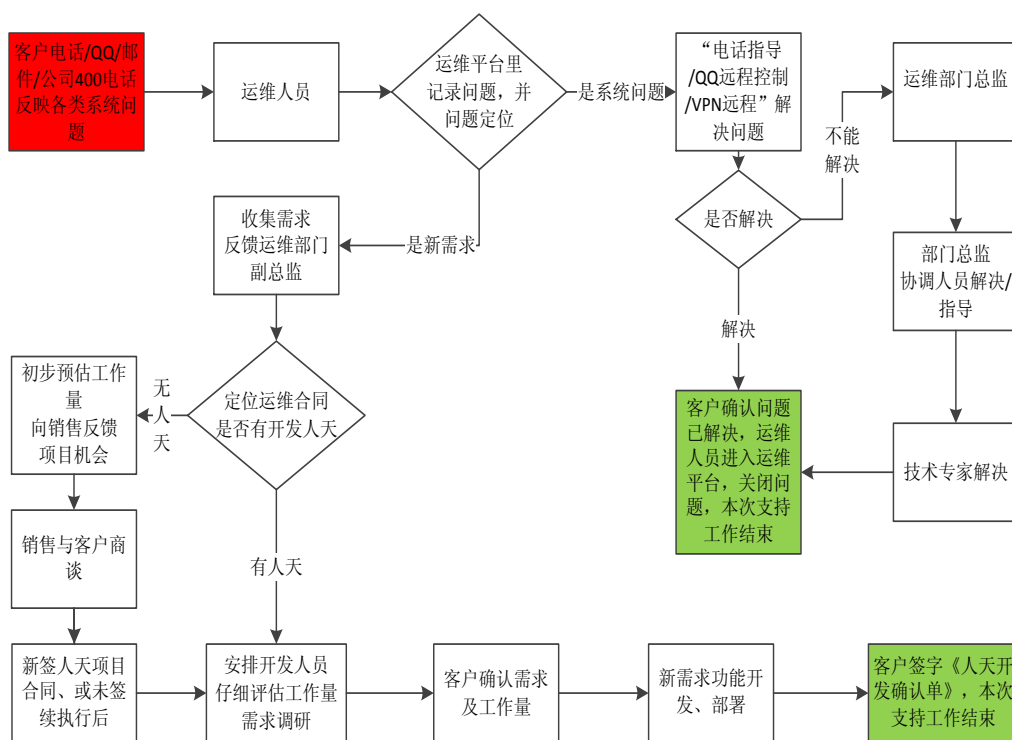 客户电话/QQ/邮
件/公司400电话
反映各类系统问
题
运维人员
运维平台里
记录问题，并
问题定位
是系统问题
“电话指导
/QQ远程控制
/VPN远程”解
决问题
运维部门总监
不能
解决
是否解决
收集需求
反馈运维部门
副总监
是新需求
部门总监
协调人员解决/
指导
解决
初步预估工作
量
向销售反馈
项目机会
无
人
天
定位运维合同
是否有开发人天
客户确认问题
已解决，运维
人员进入运维
平台，关闭问
题，本次支持
工作结束
技术专家解决
销售与客户商
谈
有人天
新签人天项目
合同、或未签
续执行后
安排开发人员
仔细评估工作量
需求调研
客户确认需求
及工作量
新需求功能开
发、部署
客户签字《人天开
发确认单》，本次
支持工作结束